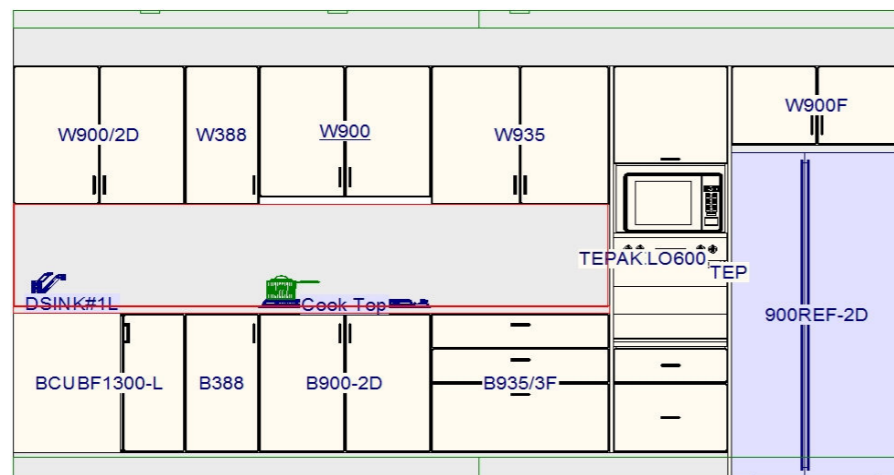 W900/2D
W388
W900
W935
W900F
TEPAK:LO600
TEP
DSINK#1L
Cook Top
900REF-2D
BCUBF1300-L
B388
B900-2D
B935/3F